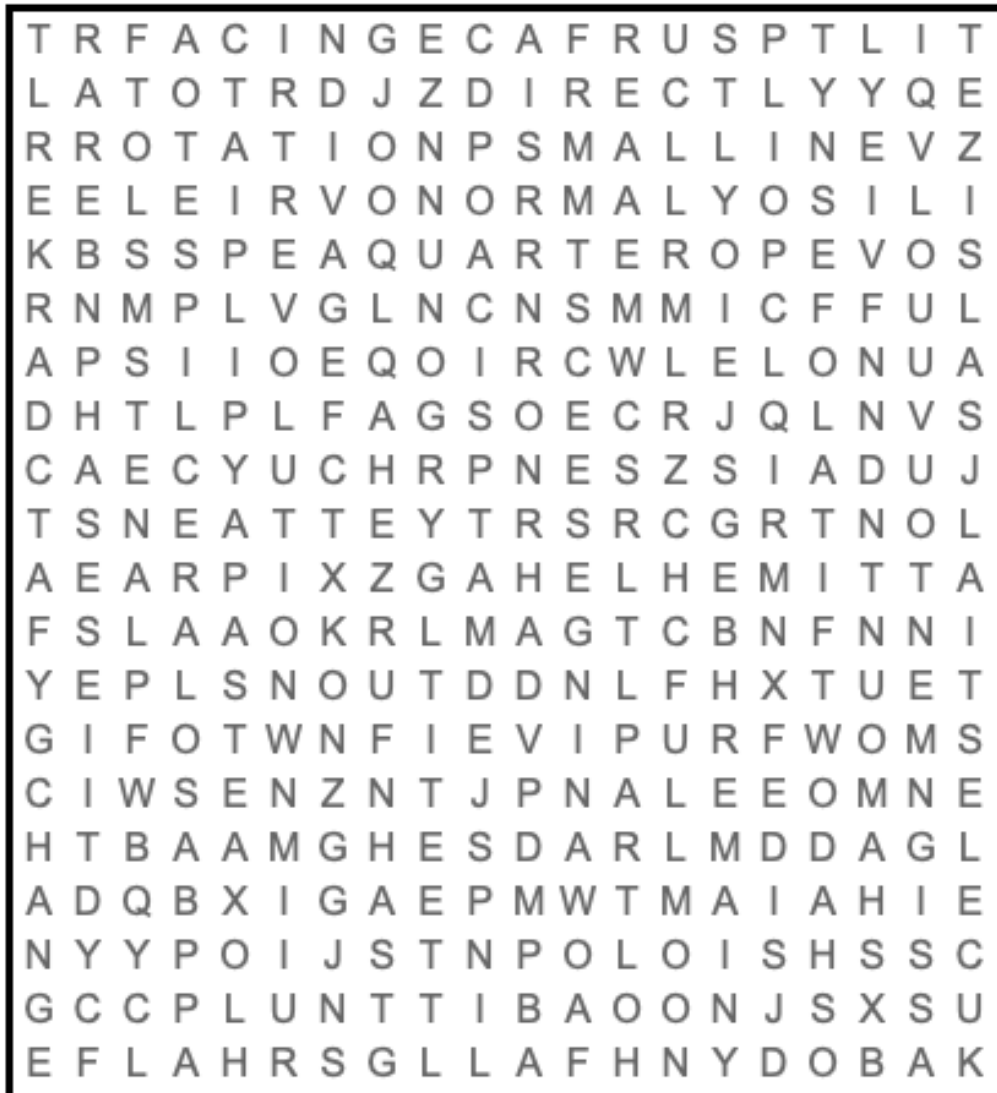 T R F A C I N G E C A F R U S P T L I T
L A T O T R D J Z D I R E C T L Y Y Q E
R R O T A T I O N P S M A L L I N E V Z
E E L E I R V O N O R M A L Y O S I L I
K B S S P E A Q U A R T E R O P E V O S
R N M P L V G L N C N S M M I C F F U L
A P S I I O E Q O I R C W L E L O N U A
D H T L P L F A G S O E C R J Q L N V S
C A E C Y U C H R P N E S Z S I A D U J
T S N E A T T E Y T R S R C G R T N O L
A E A R P I X Z G A H E L H E M I T T A
F S L A A O K R L M A G T C B N F N N I
Y E P L S N O U T D D N L F H X T U E T
G I F O T W N F I E V I P U R F W O M S
C I W S E N Z N T J P N A L E E O M N E
H T B A A M G H E S D A R L M D D A G L
A D Q B X I G A E P M W T M A I A H I E
N Y Y P O I J S T N P O L O I S H S S C
G C C P L U N T T I B A O O N J S X S U
E F L A H R S G L L A F H N Y D O B A K